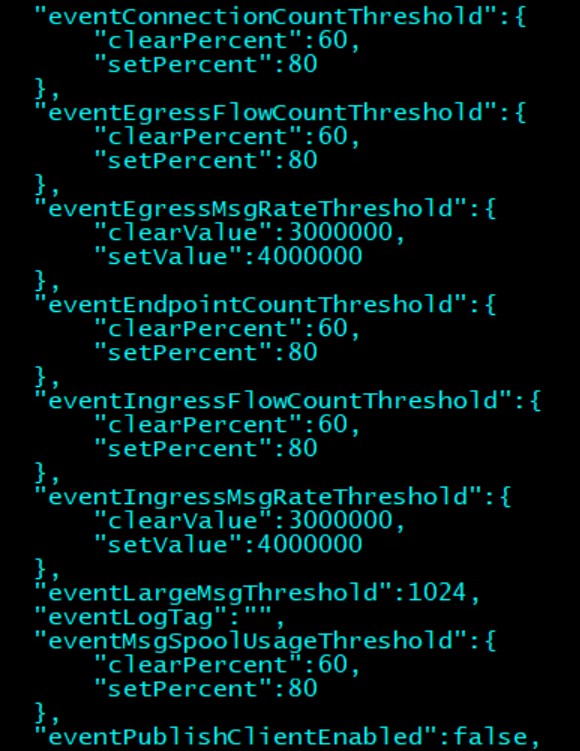 "eventConnectionCountThreshold":{
"clearPercent":60,
"setPercent":80
},
"eventEgressFlowCountThreshold":{
"clearPercent":60,
"setPercent":80
},
"eventEgressMsgRateThreshold":{
"clearValue":3000000,
"setValue":4000000
},
"eventEndpointCountThreshold":{
"clearPercent":60,
"setPercent":80
},
"eventIngressFlowCountThreshold":{
"clearPercent":60,
"setPercent":80
},
"eventIngressMsgRateThreshold":{
"clearValue":3000000,
"setValue":4000000
},
"eventLargeMsgThreshold":1024,
"eventLogTag":"",
"eventMsgSpoolUsageThreshold":{
"clearPercent":60,
"setPercent":80
},
"eventPublishClientEnabled":false,